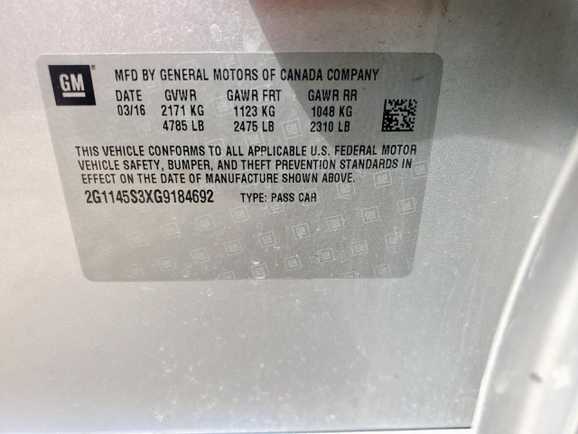 GM
MFD BY GENERAL MOTORS OF CANADA COMPANY
DATE GVWR GAWR FRT GAWR RR
03/16 2171 KG 1123 KG 1048 KG
4785 LB 2475 LB 2310 LB
THIS VEHICLE CONFORMS TO ALL APPLICABLE U.S. FEDERAL MOTOR
VEHICLE SAFETY, BUMPER, AND THEFT PREVENTION STANDARDS IN
EFFECT ON THE DATE OF MANUFACTURE SHOWN ABOVE.
2G1145S3XG9184692 TYPE: PASS CAR